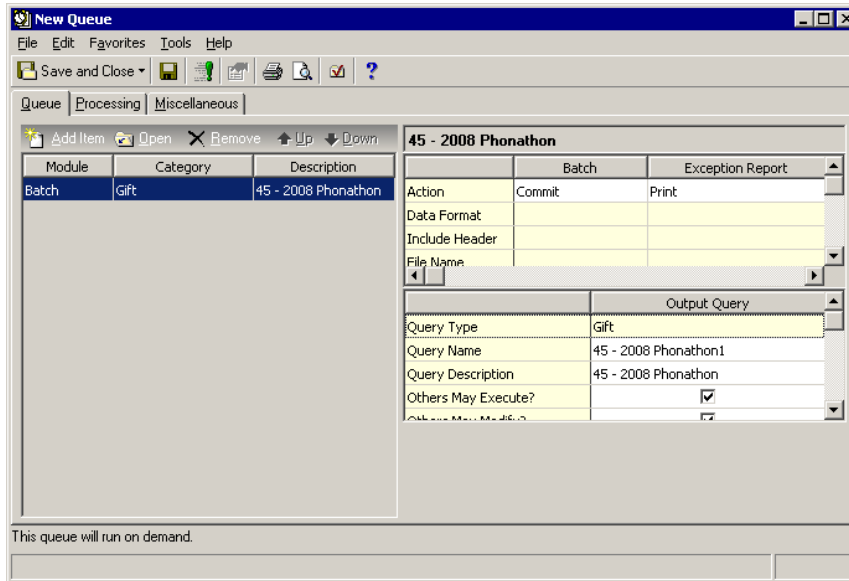 New Queue
File Edit Favorites Tools Help
Save and Close
Queue Processing Miscellaneous
Add Item Open Remove Up Down
Module Category Description
Batch Gift 45 - 2008 Phonathon
45 - 2008 Phonathon
Batch Exception Report
Action Commit Print
Data Format
Include Header
File Name
Output Query
Query Type Gift
Query Name 45 - 2008 Phonathon1
Query Description 45 - 2008 Phonathon
Others May Execute?
Others May Modify?
This queue will run on demand.